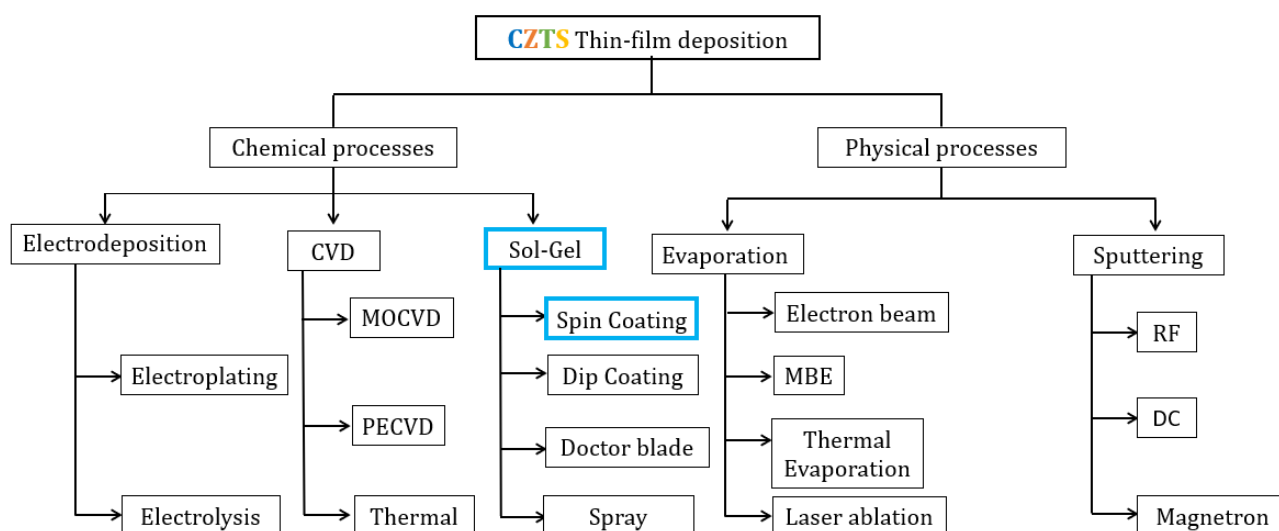 CZTS Thin-film deposition
Chemical processes
Physical processes
Electrodeposition
CVD
Sol-Gel
Evaporation
Sputtering
MOCVD
Spin Coating
Electron beam
RF
Electroplating
Dip Coating
MBE
PECVD
Doctor blade
Thermal
Evaporation
DC
Electrolysis
Thermal
Spray
Laser ablation
Magnetron